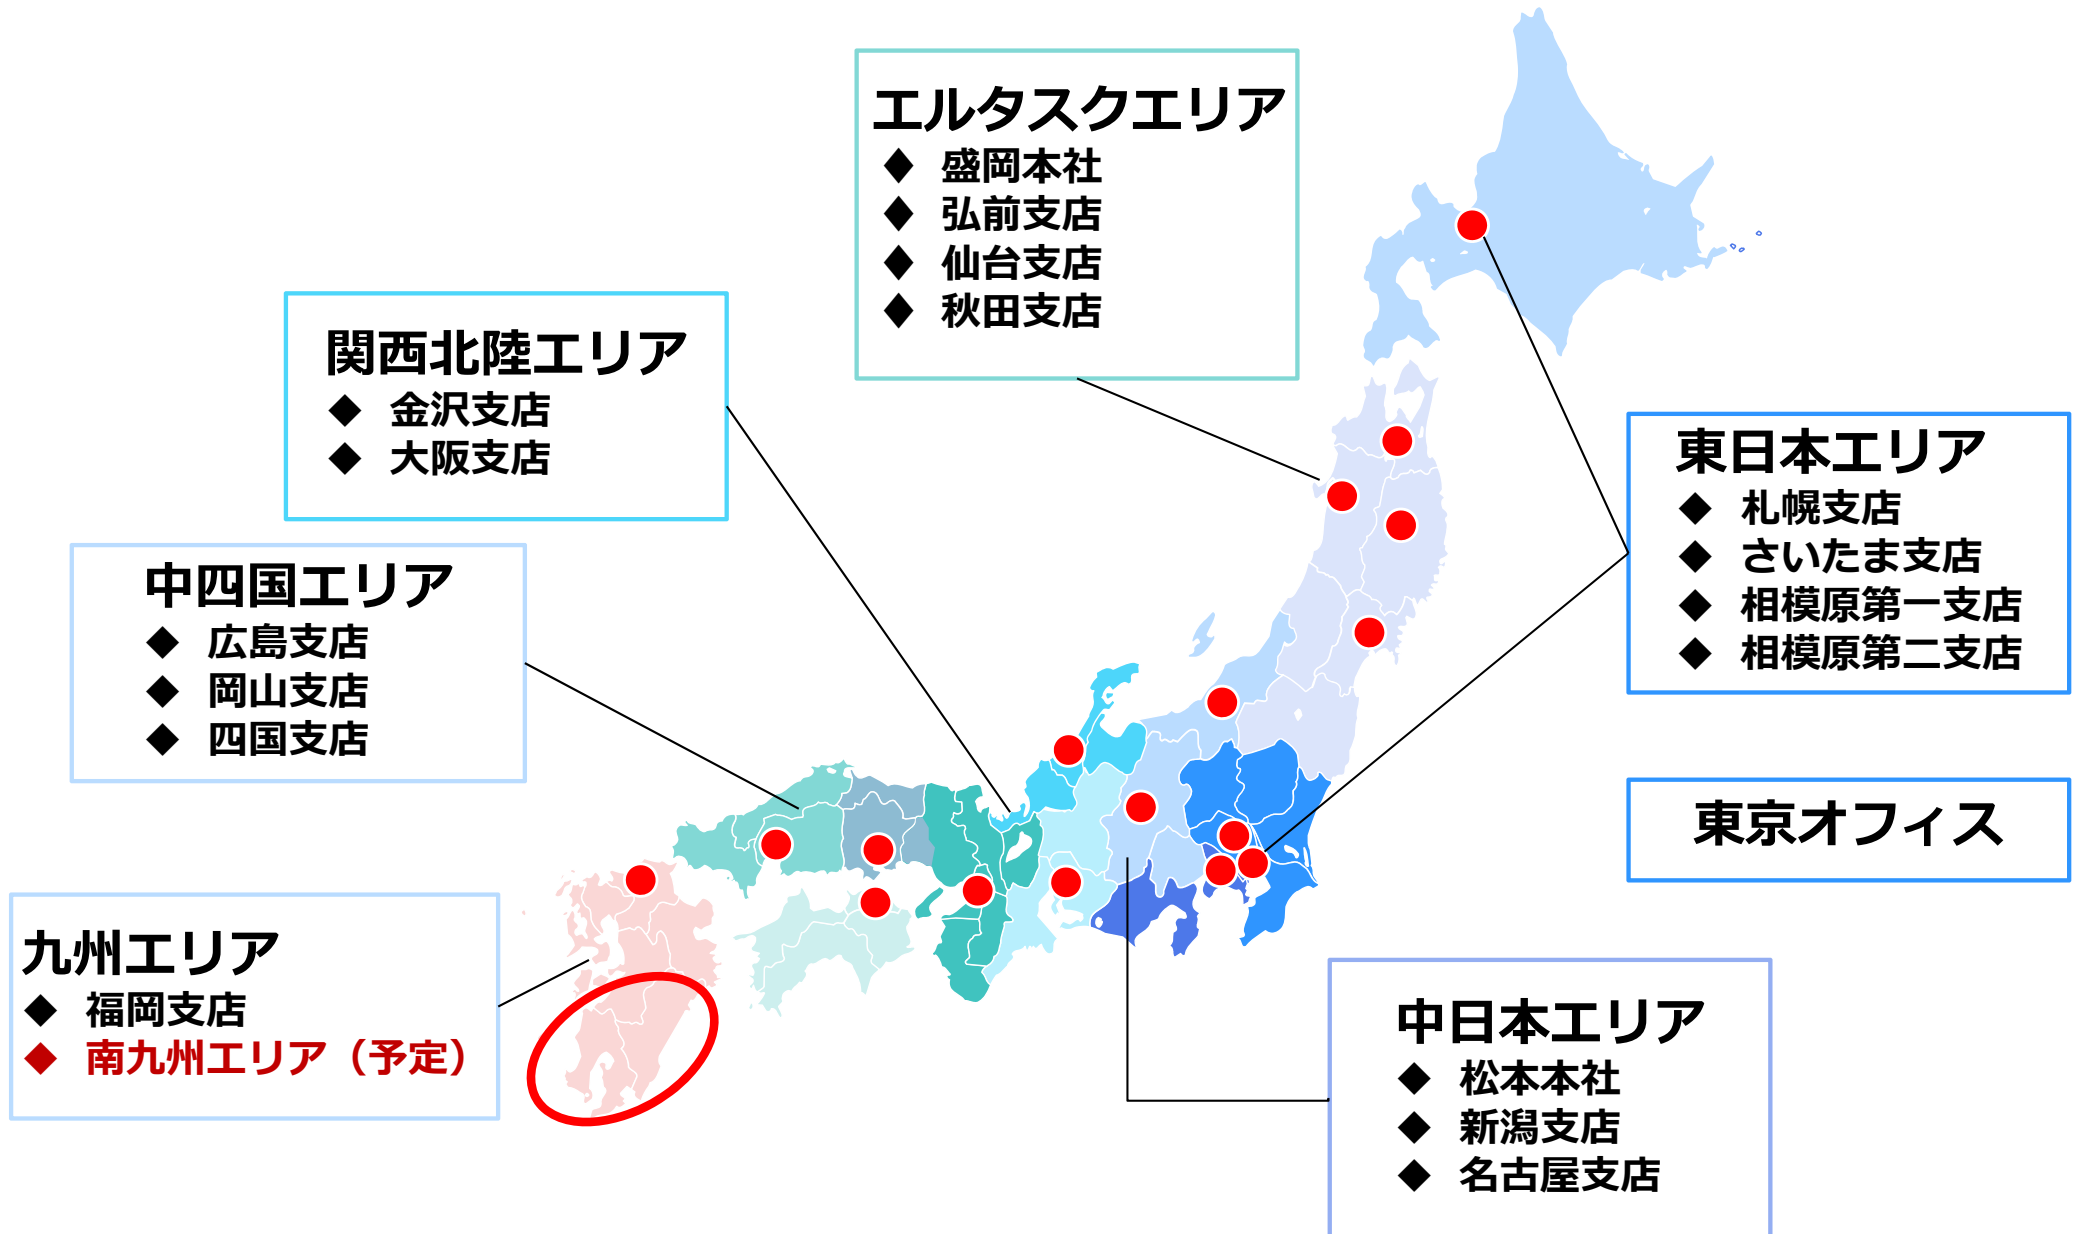 エルタスクエリア
◆ 盛岡本社
◆ 弘前支店
◆ 仙台支店
◆ 秋田支店
関西北陸エリア
◆ 金沢支店
◆ 大阪支店
東日本エリア
◆ 札幌支店
◆ さいたま支店
◆ 相模原第一支店
◆ 相模原第二支店
中四国エリア
◆ 広島支店
◆ 岡山支店
◆ 四国支店
東京オフィス
九州エリア
◆ 福岡支店
◆ 南九州エリア（予定）
中日本エリア
◆ 松本本社
◆ 新潟支店
◆ 名古屋支店